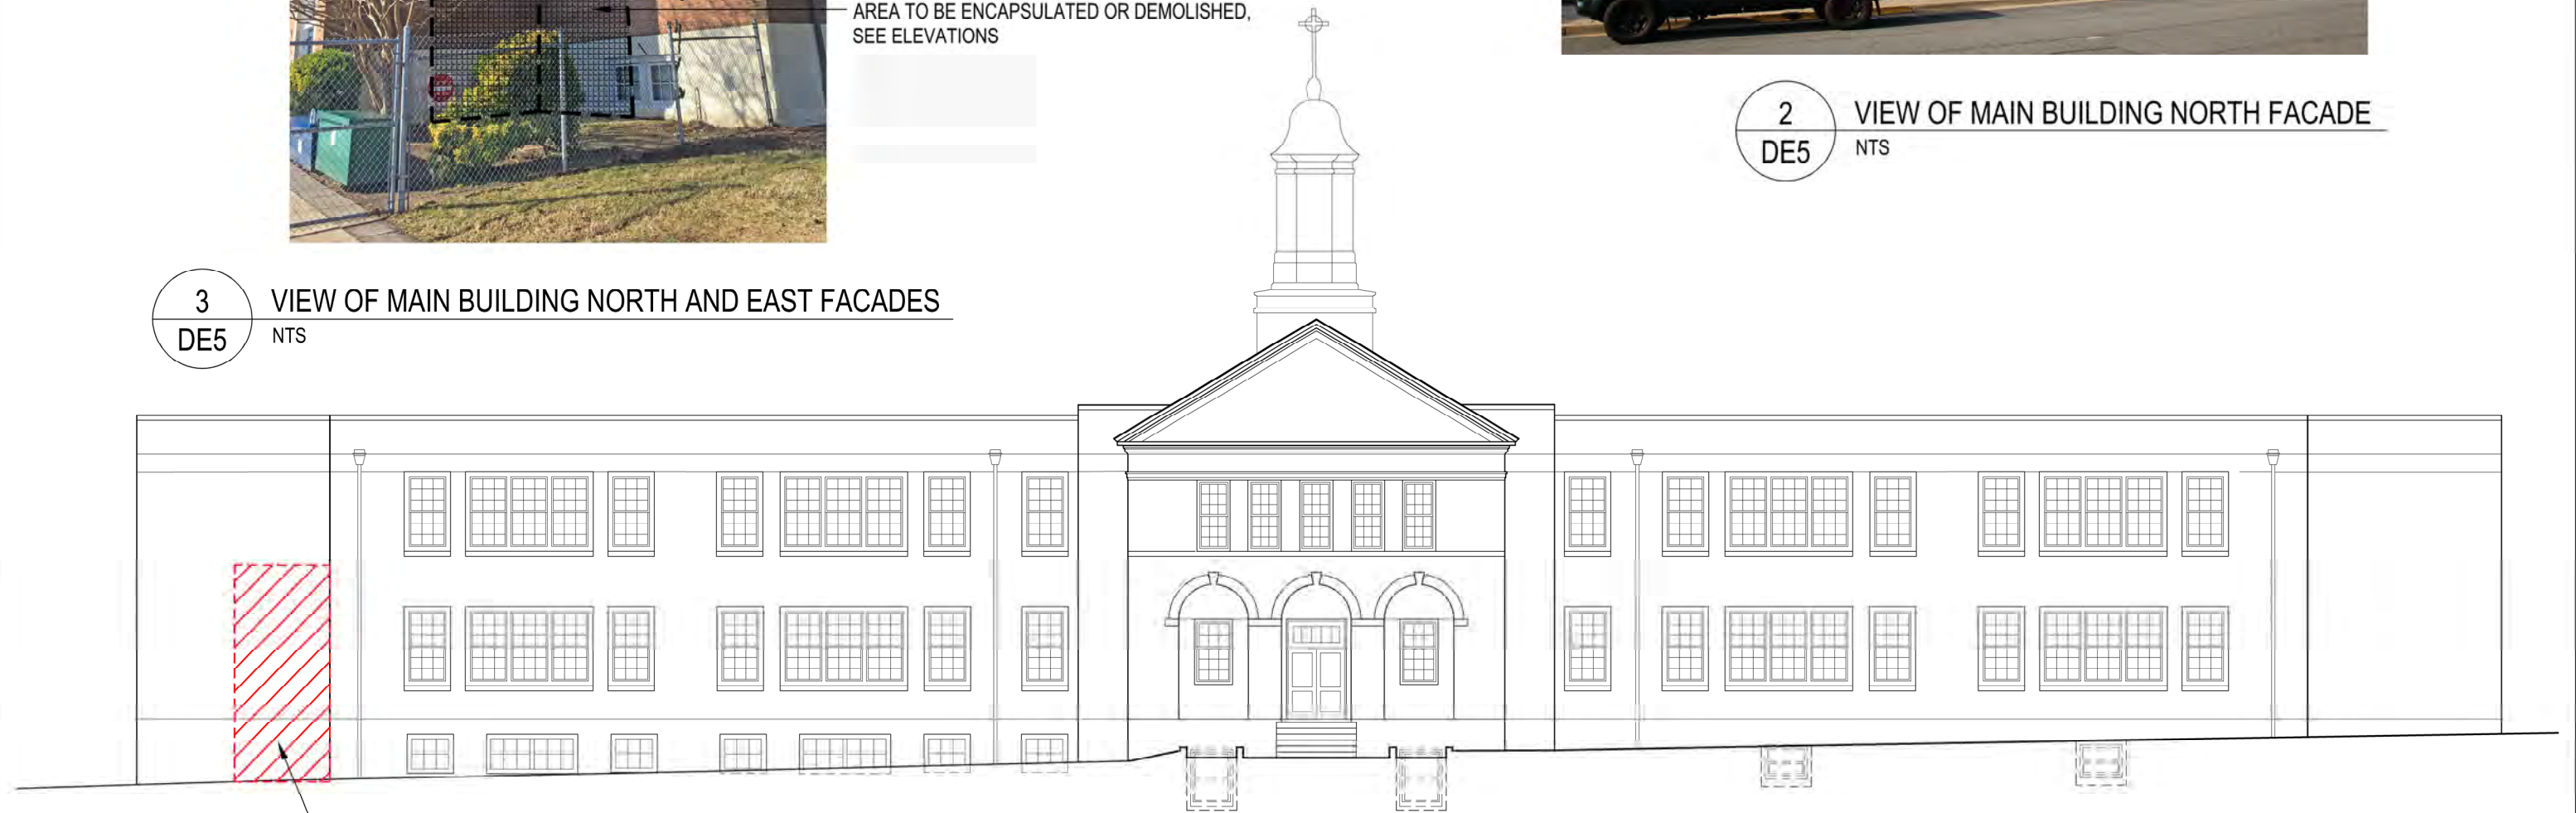 AREA TO BE ENCAPSULATED OR DEMOLISHED,
SEE ELEVATIONS
2
DE5
VIEW OF MAIN BUILDING NORTH FACADE
NTS
3
DE5
VIEW OF MAIN BUILDING NORTH AND EAST FACADES
NTS